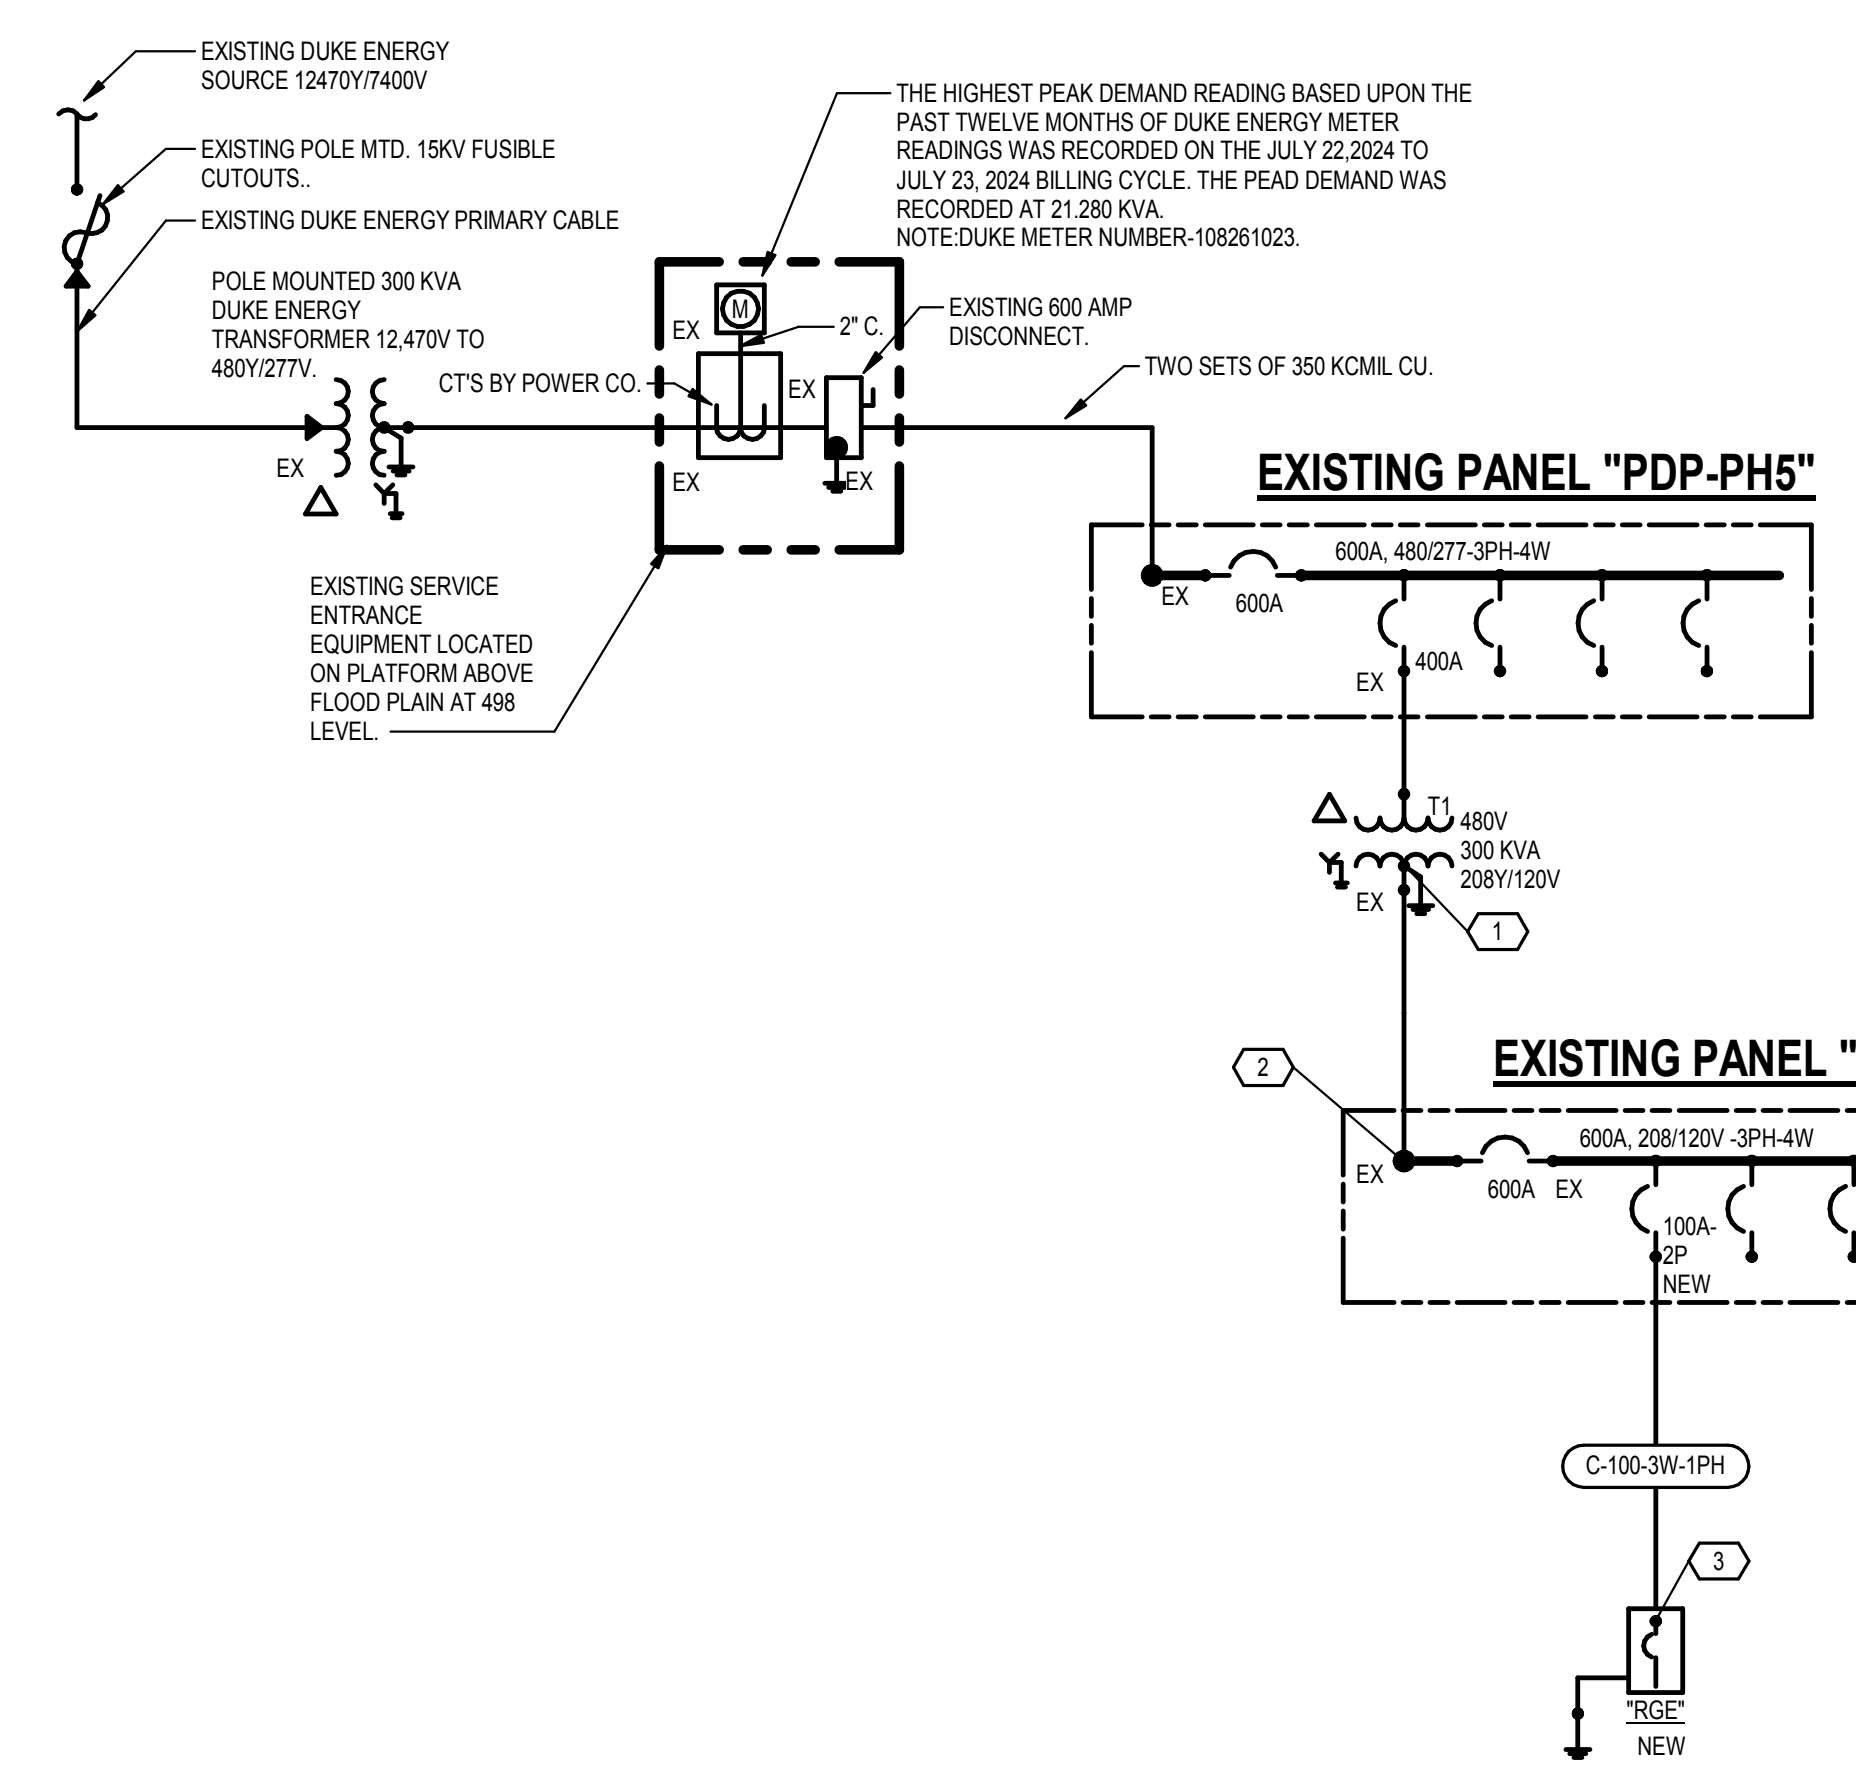 EXISTING DUKE ENERGY
SOURCE 12470Y/7400V
EXISTING POLE MTD. 15KV FUSIBLE
CUTOUTS..
EXISTING DUKE ENERGY PRIMARY CABLE
POLE MOUNTED 300 KVA
DUKE ENERGY
TRANSFORMER 12,470V TO
480Y/277V.
EX
THE HIGHEST PEAK DEMAND READING BASED UPON THE
PAST TWELVE MONTHS OF DUKE ENERGY METER
READINGS WAS RECORDED ON THE JULY 22,2024 TO
JULY 23, 2024 BILLING CYCLE. THE PEAD DEMAND WAS
RECORDED AT 21.280 KVA.
NOTE:DUKE METER NUMBER-108261023.
M
EX
2" C.
CT'S BY POWER CO.
EX
EX
EX
EXISTING 600 AMP
DISCONNECT.
TWO SETS OF 350 KCMIL CU.
EXISTING SERVICE
ENTRANCE
EQUIPMENT LOCATED
ON PLATFORM ABOVE
FLOOD PLAIN AT 498
LEVEL.
EXISTING PANEL "PDP-PH5"
600A, 480/277-3PH-4W
EX
600A
400A
EX
T1
480V
300 KVA
208Y/120V
EX
1
2
EXISTING PANEL "
600A, 208/120V -3PH-4W
EX
600A
EX
100A-
2P
NEW
C-100-3W-1PH
3
"RGE"
NEW